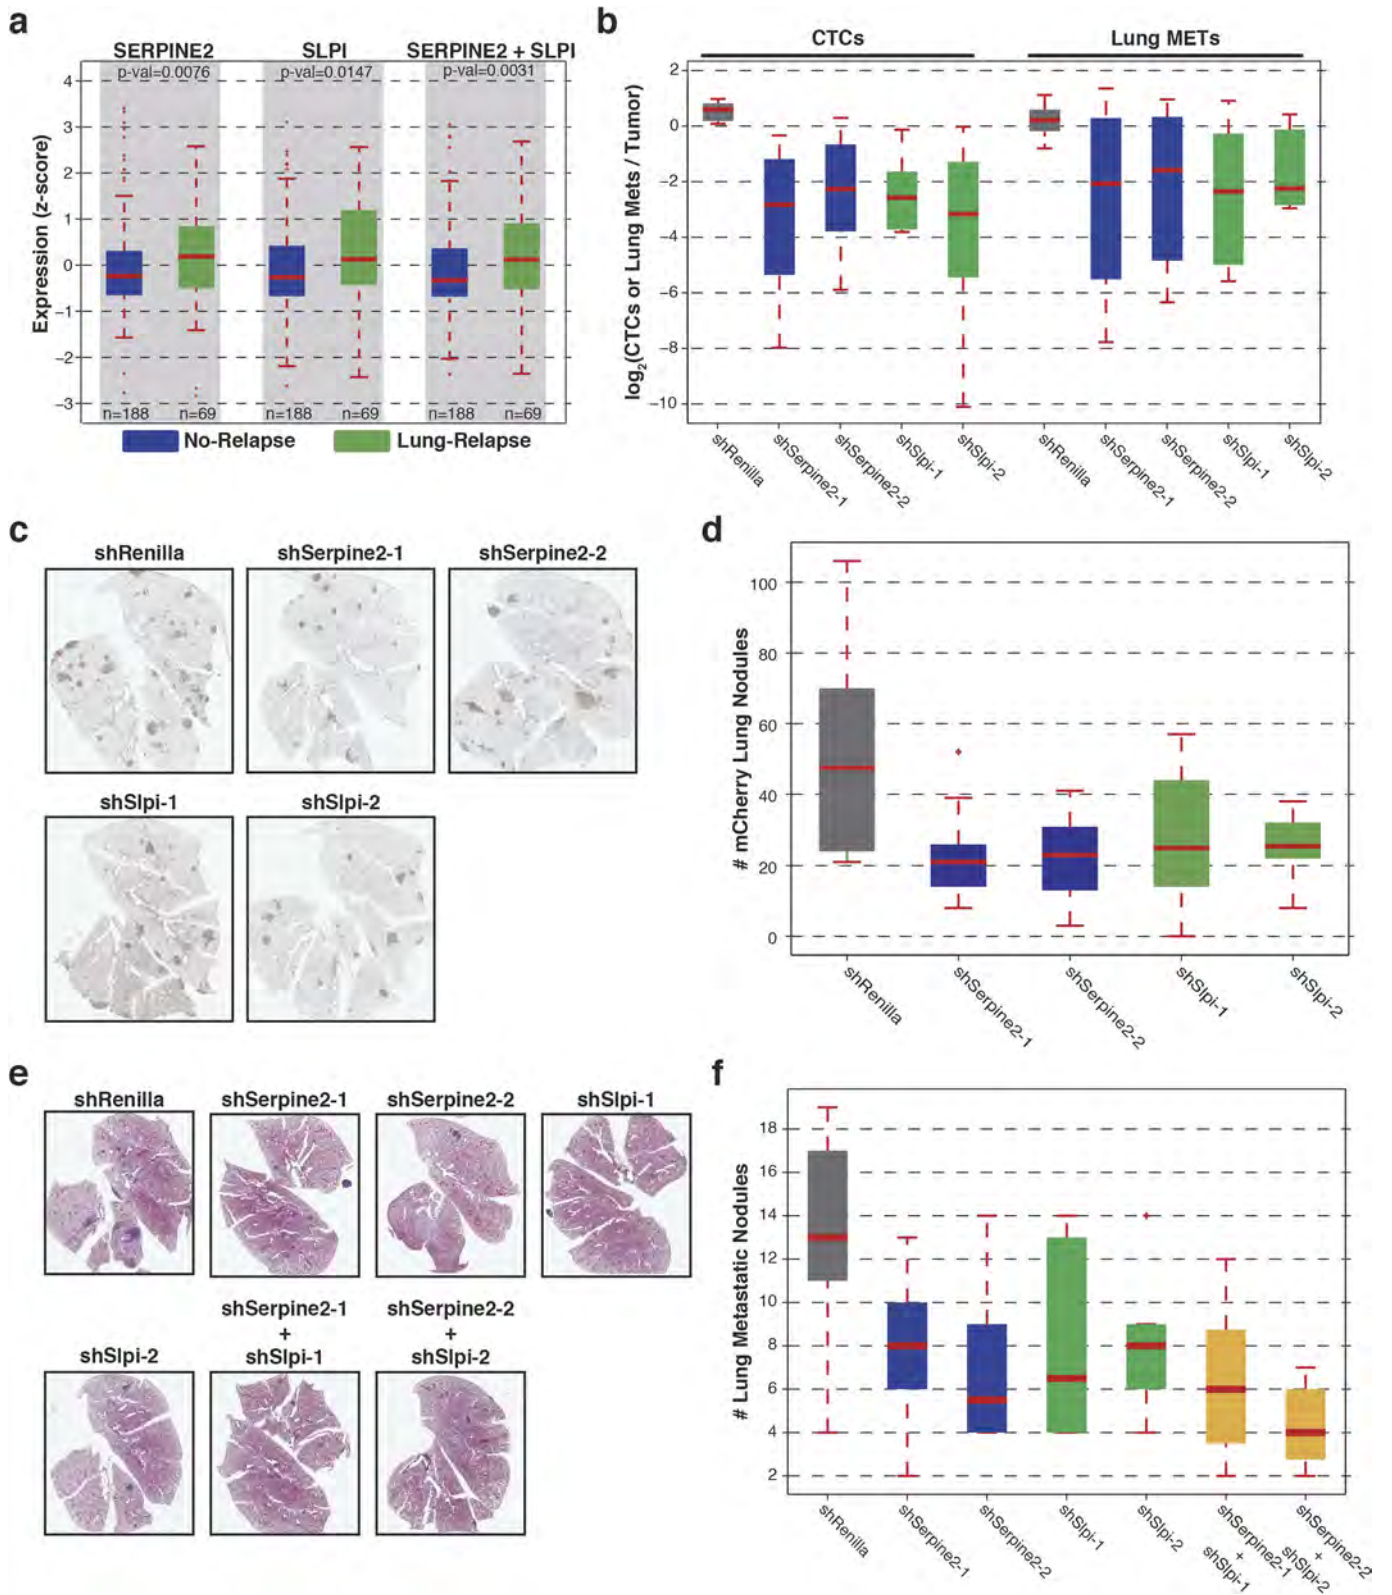 a
SERPINE2 SLPI SERPINE2 + SLPI
p-val=0.0076 p-val=0.0147 p-val=0.0031
Expression (z-score)
4
3
2
1
0
−1
−2
−3
n=188 n=69 n=188 n=69 n=188 n=69
No-Relapse Lung-Relapse
b
CTCs Lung METs
log2(CTCs or Lung Mets / Tumor)
2
0
−2
−4
−6
−8
−10
shRenilla shSerpine2-1 shSerpine2-2 shSlpi-1 shSlpi-2 shRenilla shSerpine2-1 shSerpine2-2 shSlpi-1 shSlpi-2
c
shRenilla shSerpine2-1 shSerpine2-2
shSlpi-1 shSlpi-2
d
# mCherry Lung Nodules
100
80
60
40
20
0
shRenilla shSerpine2-1 shSerpine2-2 shSlpi-1 shSlpi-2
e
shRenilla shSerpine2-1 shSerpine2-2 shSlpi-1
shSlpi-2
shSerpine2-1
+
shSlpi-1
shSerpine2-2
+
shSlpi-2
f
# Lung Metastatic Nodules
18
16
14
12
10
8
6
4
2
shRenilla shSerpine2-1 shSerpine2-2 shSlpi-1 shSlpi-2
shSerpine2-1
+
shSlpi-1
shSerpine2-2
+
shSlpi-2